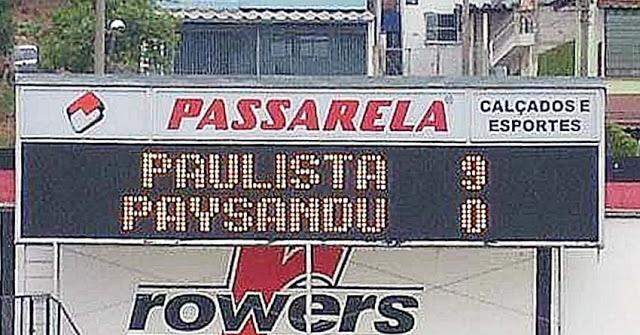 PASSARELA®
CALÇADOS E
ESPORTES
PAULISTA 9
PAYSANDU 0
rowers